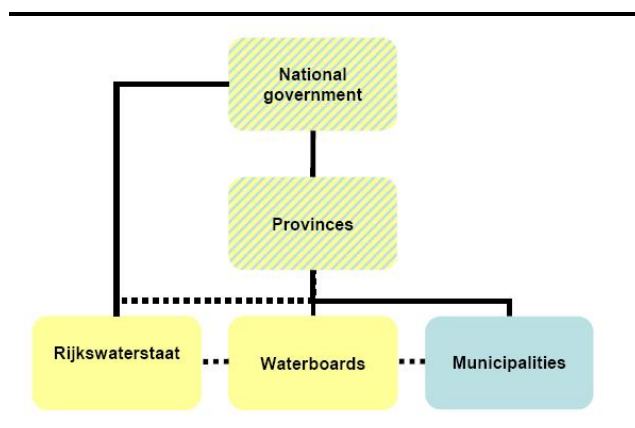 National
government
Provinces
Rijkswaterstaat
Waterboards
Municipalities